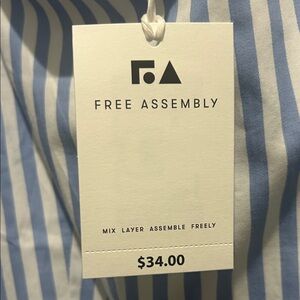 FREE ASSEMBLY
MIX LAYER ASSEMBLE FREELY
$34.00